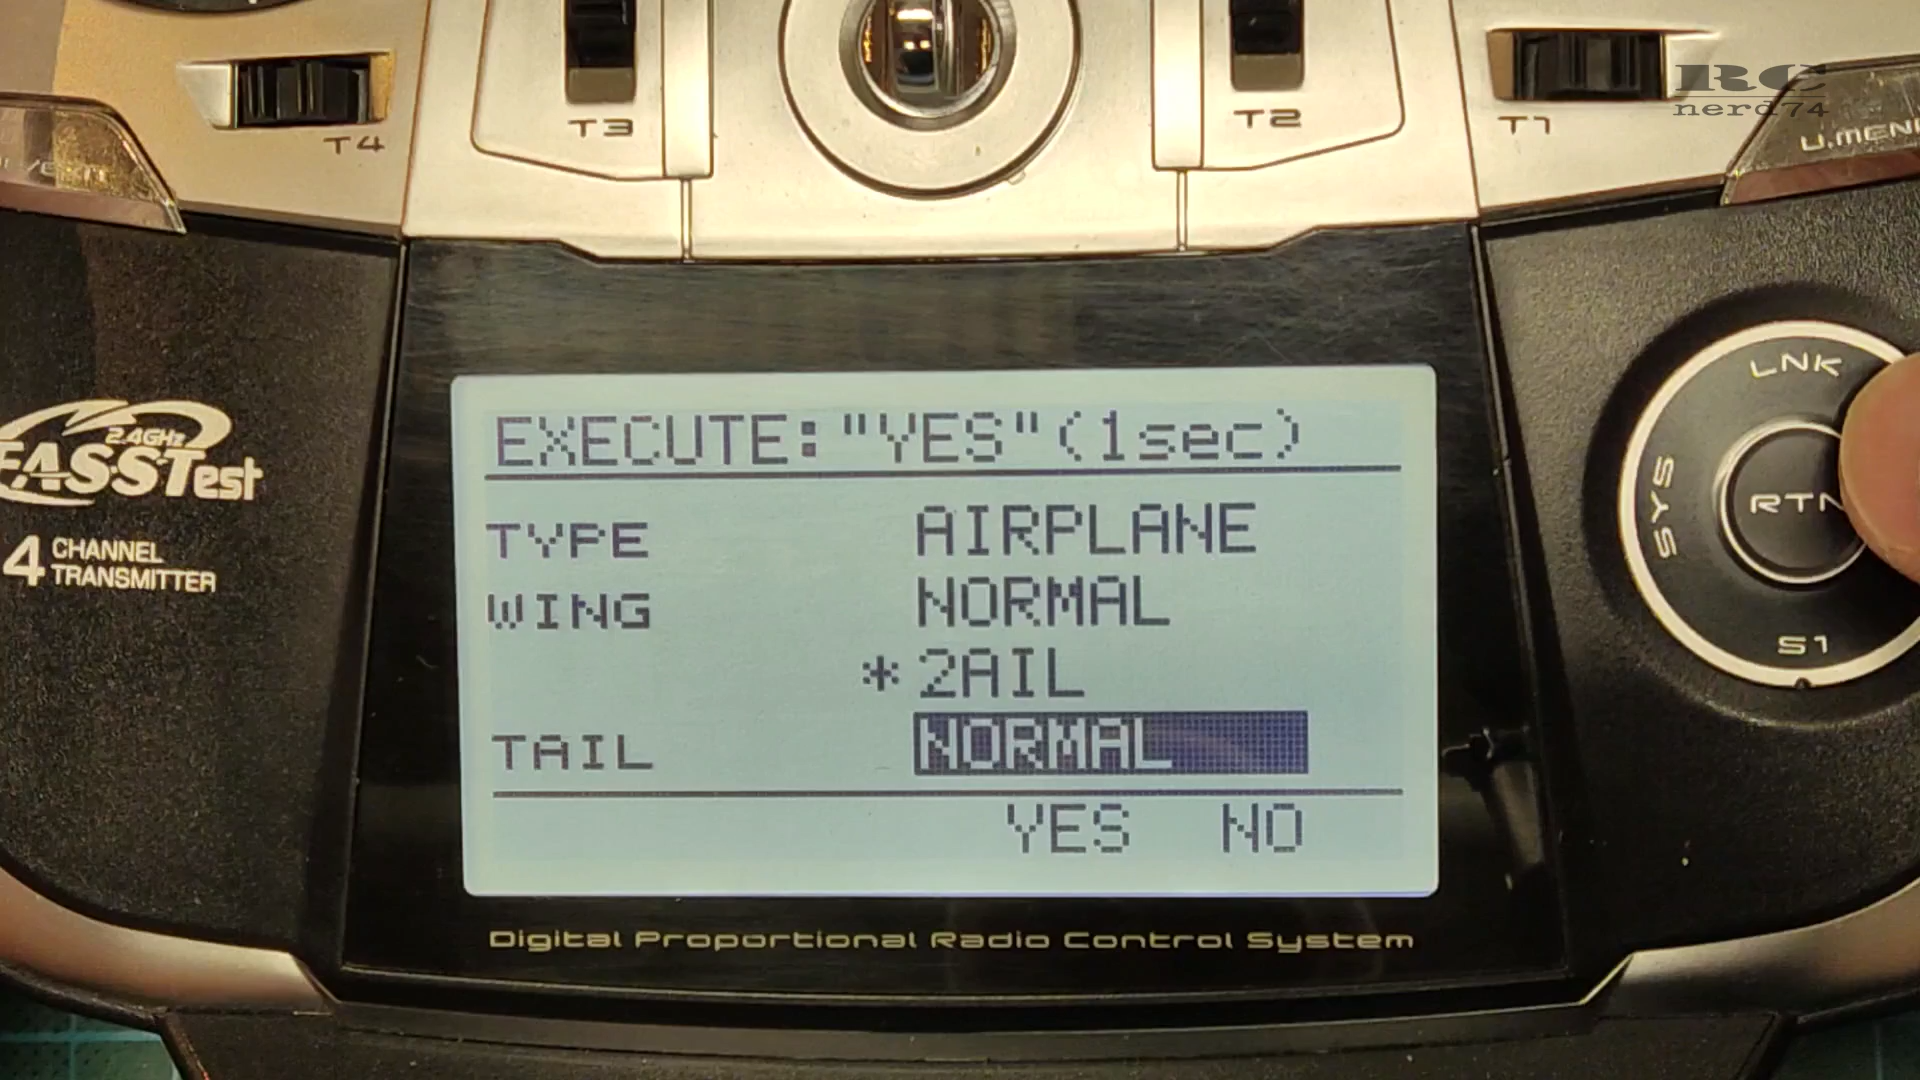 RC
nerd74
T4
T3
T2
T1
U.MEN
2.4GHz
FASSTest
4 CHANNEL
TRANSMITTER
LNK
SYS
RTN
S1
EXECUTE:"YES"(1sec)
TYPE AIRPLANE
WING NORMAL
*2AIL
TAIL NORMAL
YES NO
Digital Proportional Radio Control System